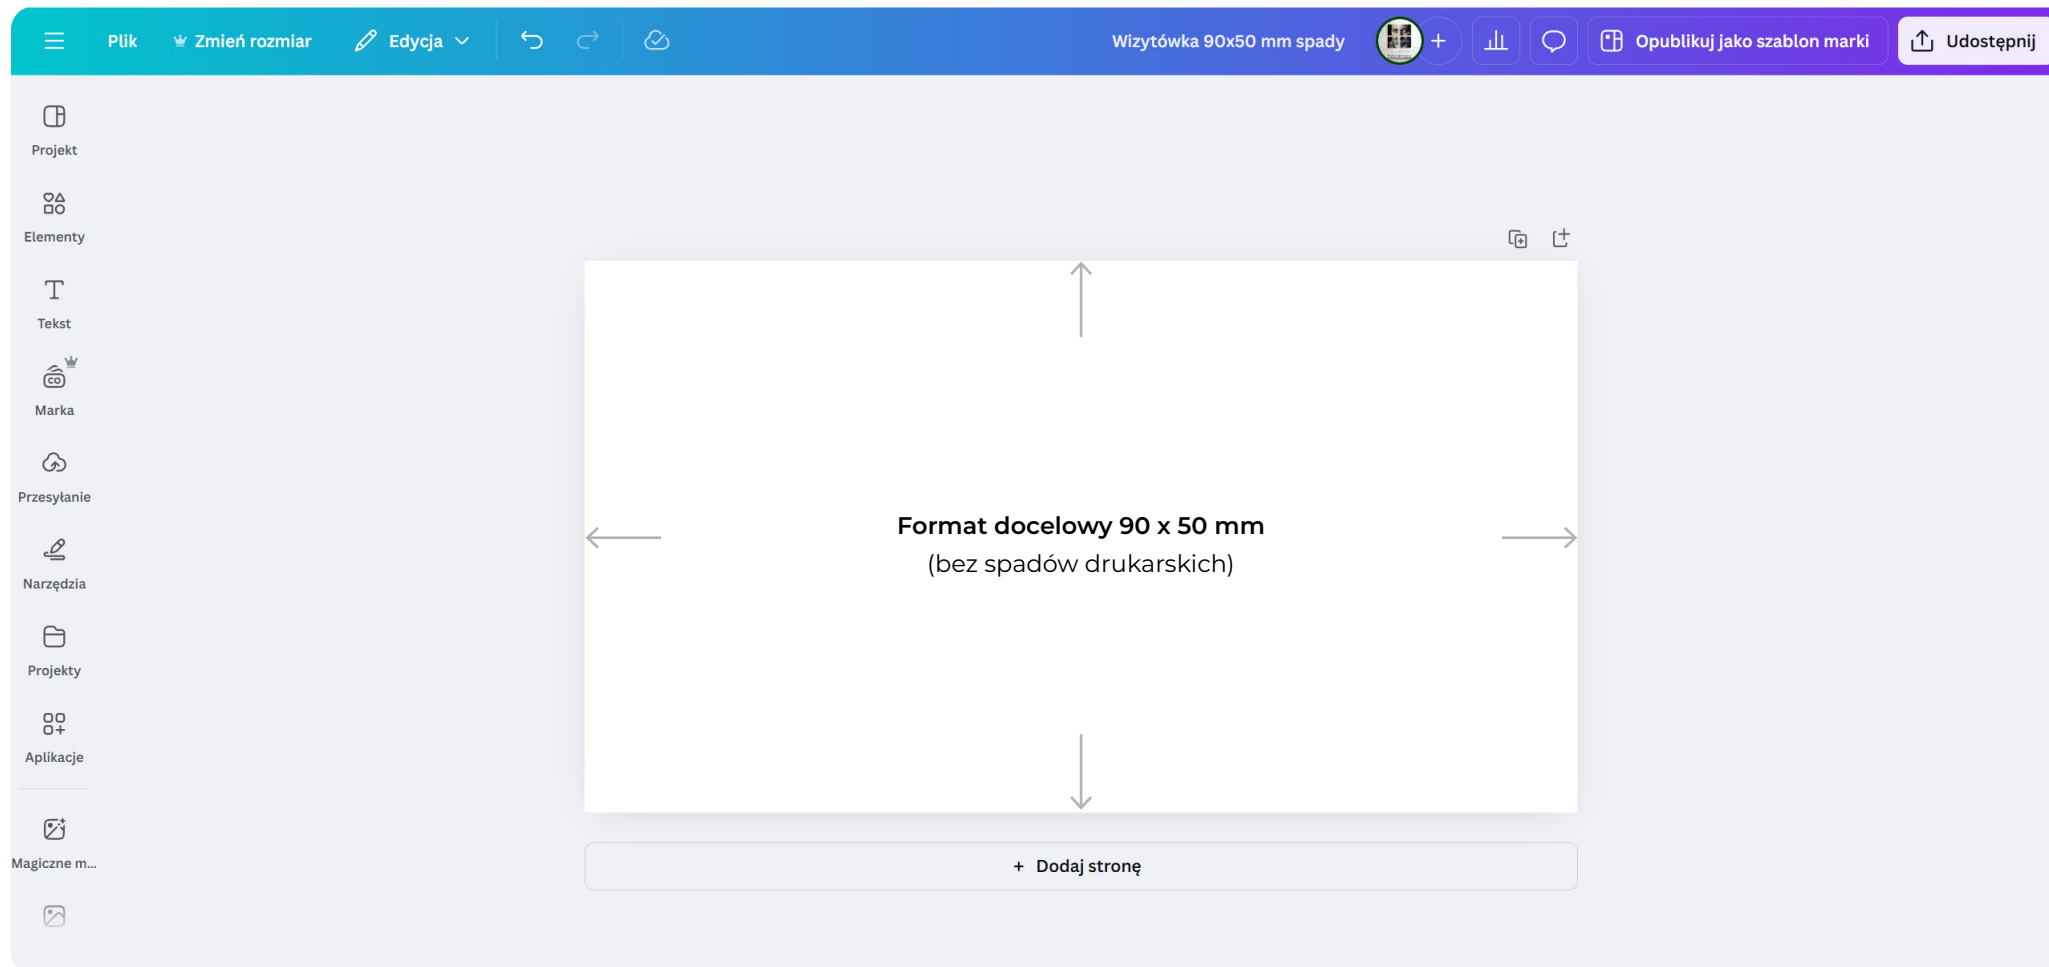 Plik
Zmień rozmiar
Edycja
Wizytówka 90x50 mm spady
Opublikuj jako szablon marki
Udostępnij
Projekt
Elementy
Tekst
CO
Marka
Przesyłanie
Narzędzia
Projekty
Aplikacje
Magiczne m...
Format docelowy 90 x 50 mm
(bez spadów drukarskich)
+ Dodaj stronę